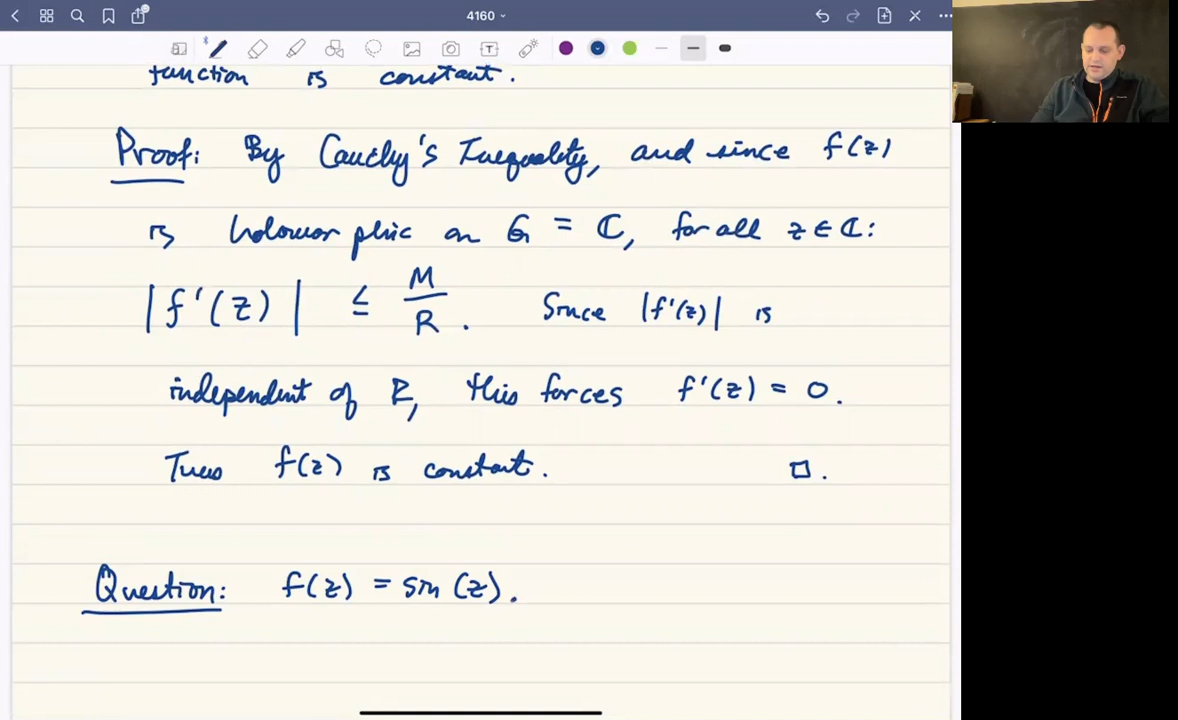 4160
function is constant.
Proof: By Cauchy's Inequality, and since f(z)
is holomorphic on G = ℂ, for all z ∈ ℂ:
|f'(z)| ≤ M/R. Since |f'(z)| is
independent of R, this forces f'(z) = 0.
Thus f(z) is constant. □.
Question: f(z) = sin(z).